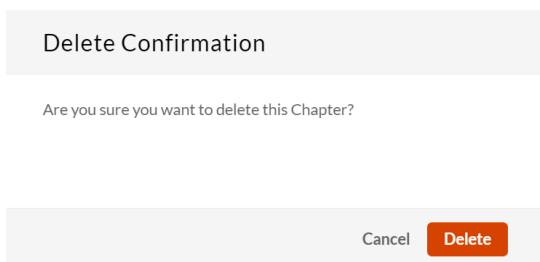 Delete Confirmation
Are you sure you want to delete this Chapter?
Cancel Delete